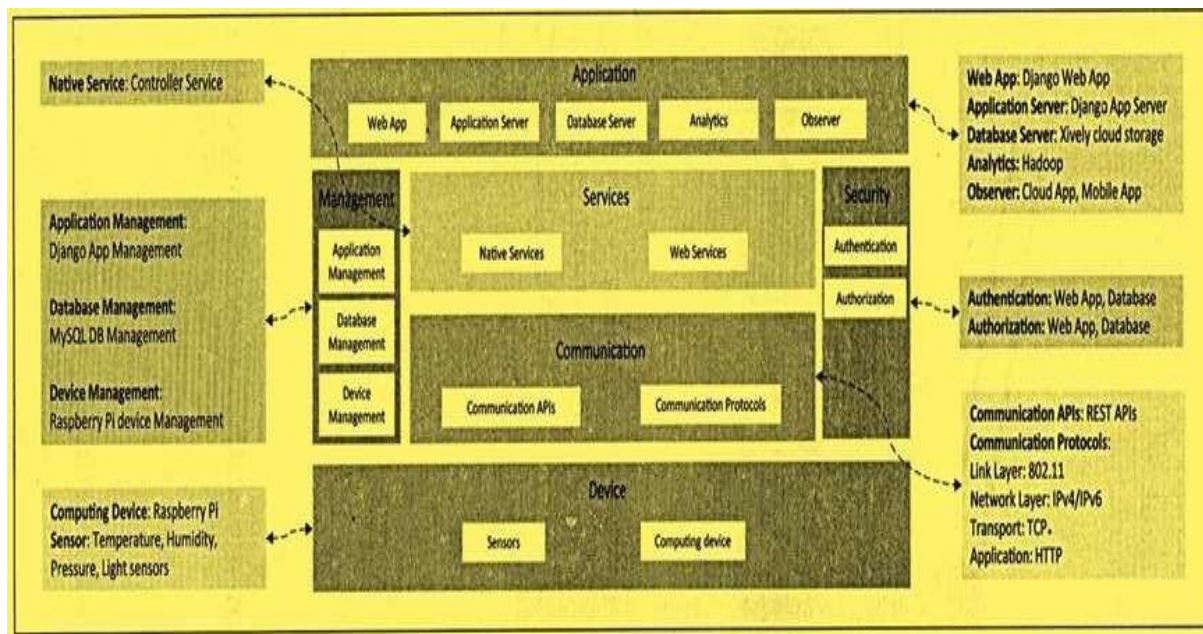 Native Service: Controller Service
Application Management:
Django App Management
Database Management:
MySQL DB Management
Device Management:
Raspberry Pi device Management
Computing Device: Raspberry Pi
Sensor: Temperature, Humidity,
Pressure, Light sensors
Application
Web App
Application Server
Database Server
Analytics
Observer
Management
Application
Management
Database
Management
Device
Management
Services
Native Services
Web Services
Communication
Communication APIs
Communication Protocols
Security
Authentication
Authorization
Device
Sensors
Computing device
Web App: Django Web App
Application Server: Django App Server
Database Server: Xively cloud storage
Analytics: Hadoop
Observer: Cloud App, Mobile App
Authentication: Web App, Database
Authorization: Web App, Database
Communication APIs: REST APIs
Communication Protocols:
Link Layer: 802.11
Network Layer: IPv4/IPv6
Transport: TCP
Application: HTTP